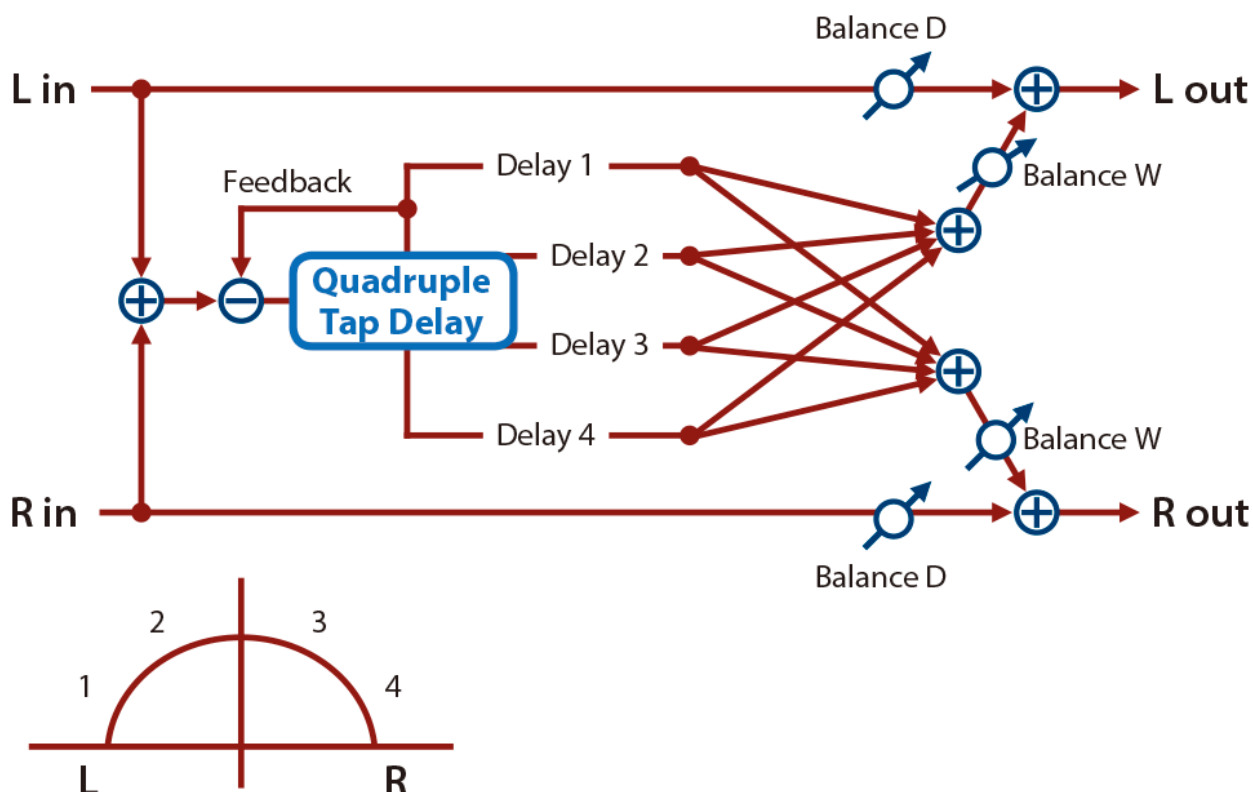 Balance D
L in
L out
Delay 1
Feedback
Balance W
Delay 2
Quadruple
Tap Delay
Delay 3
Delay 4
Balance W
R in
R out
Balance D
2
3
1
4
L
R